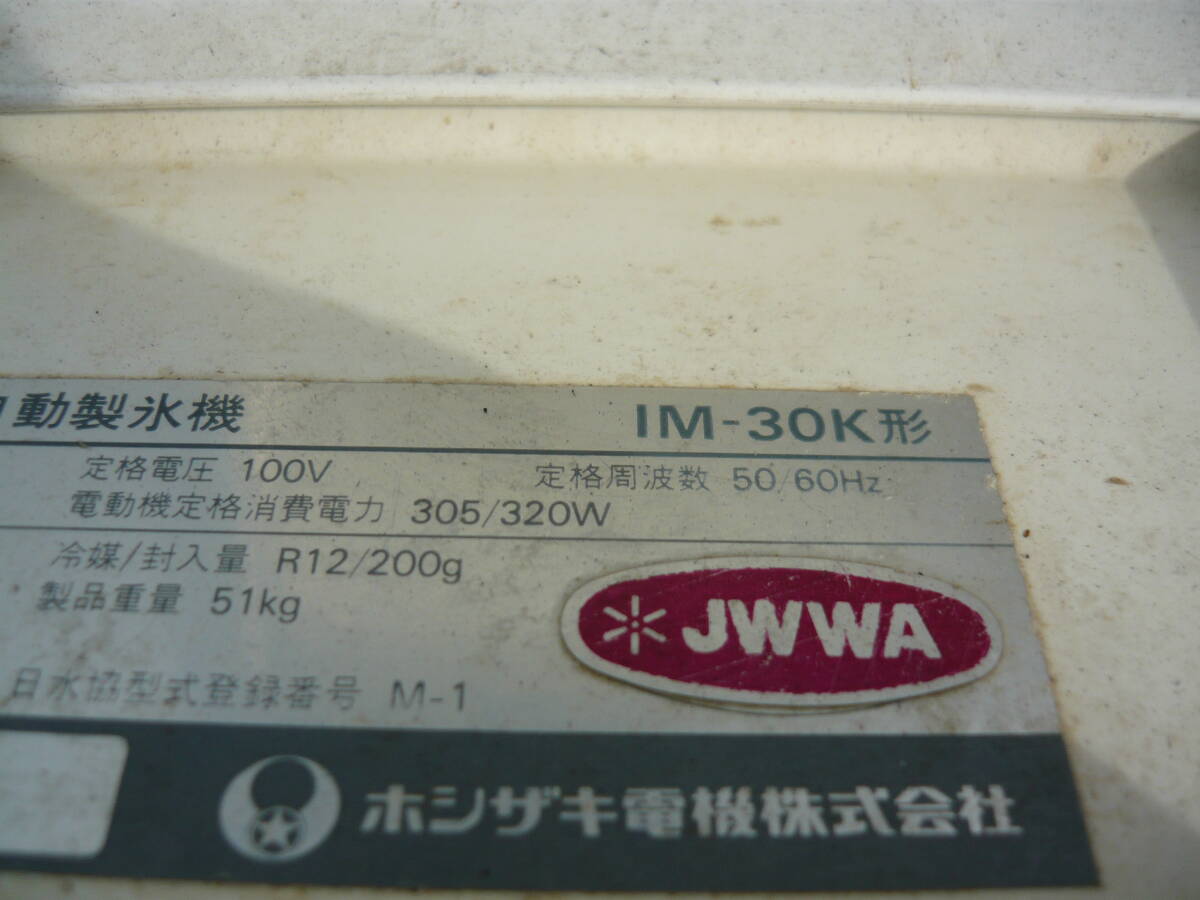 自動製氷機 IM-30K形
定格電圧 100V 定格周波数 50/60Hz
電動機定格消費電力 305/320W
冷媒/封入量 R12/200g
製品重量 51kg
JWWA
日水協型式登録番号 M-1
ホシザキ電機株式会社